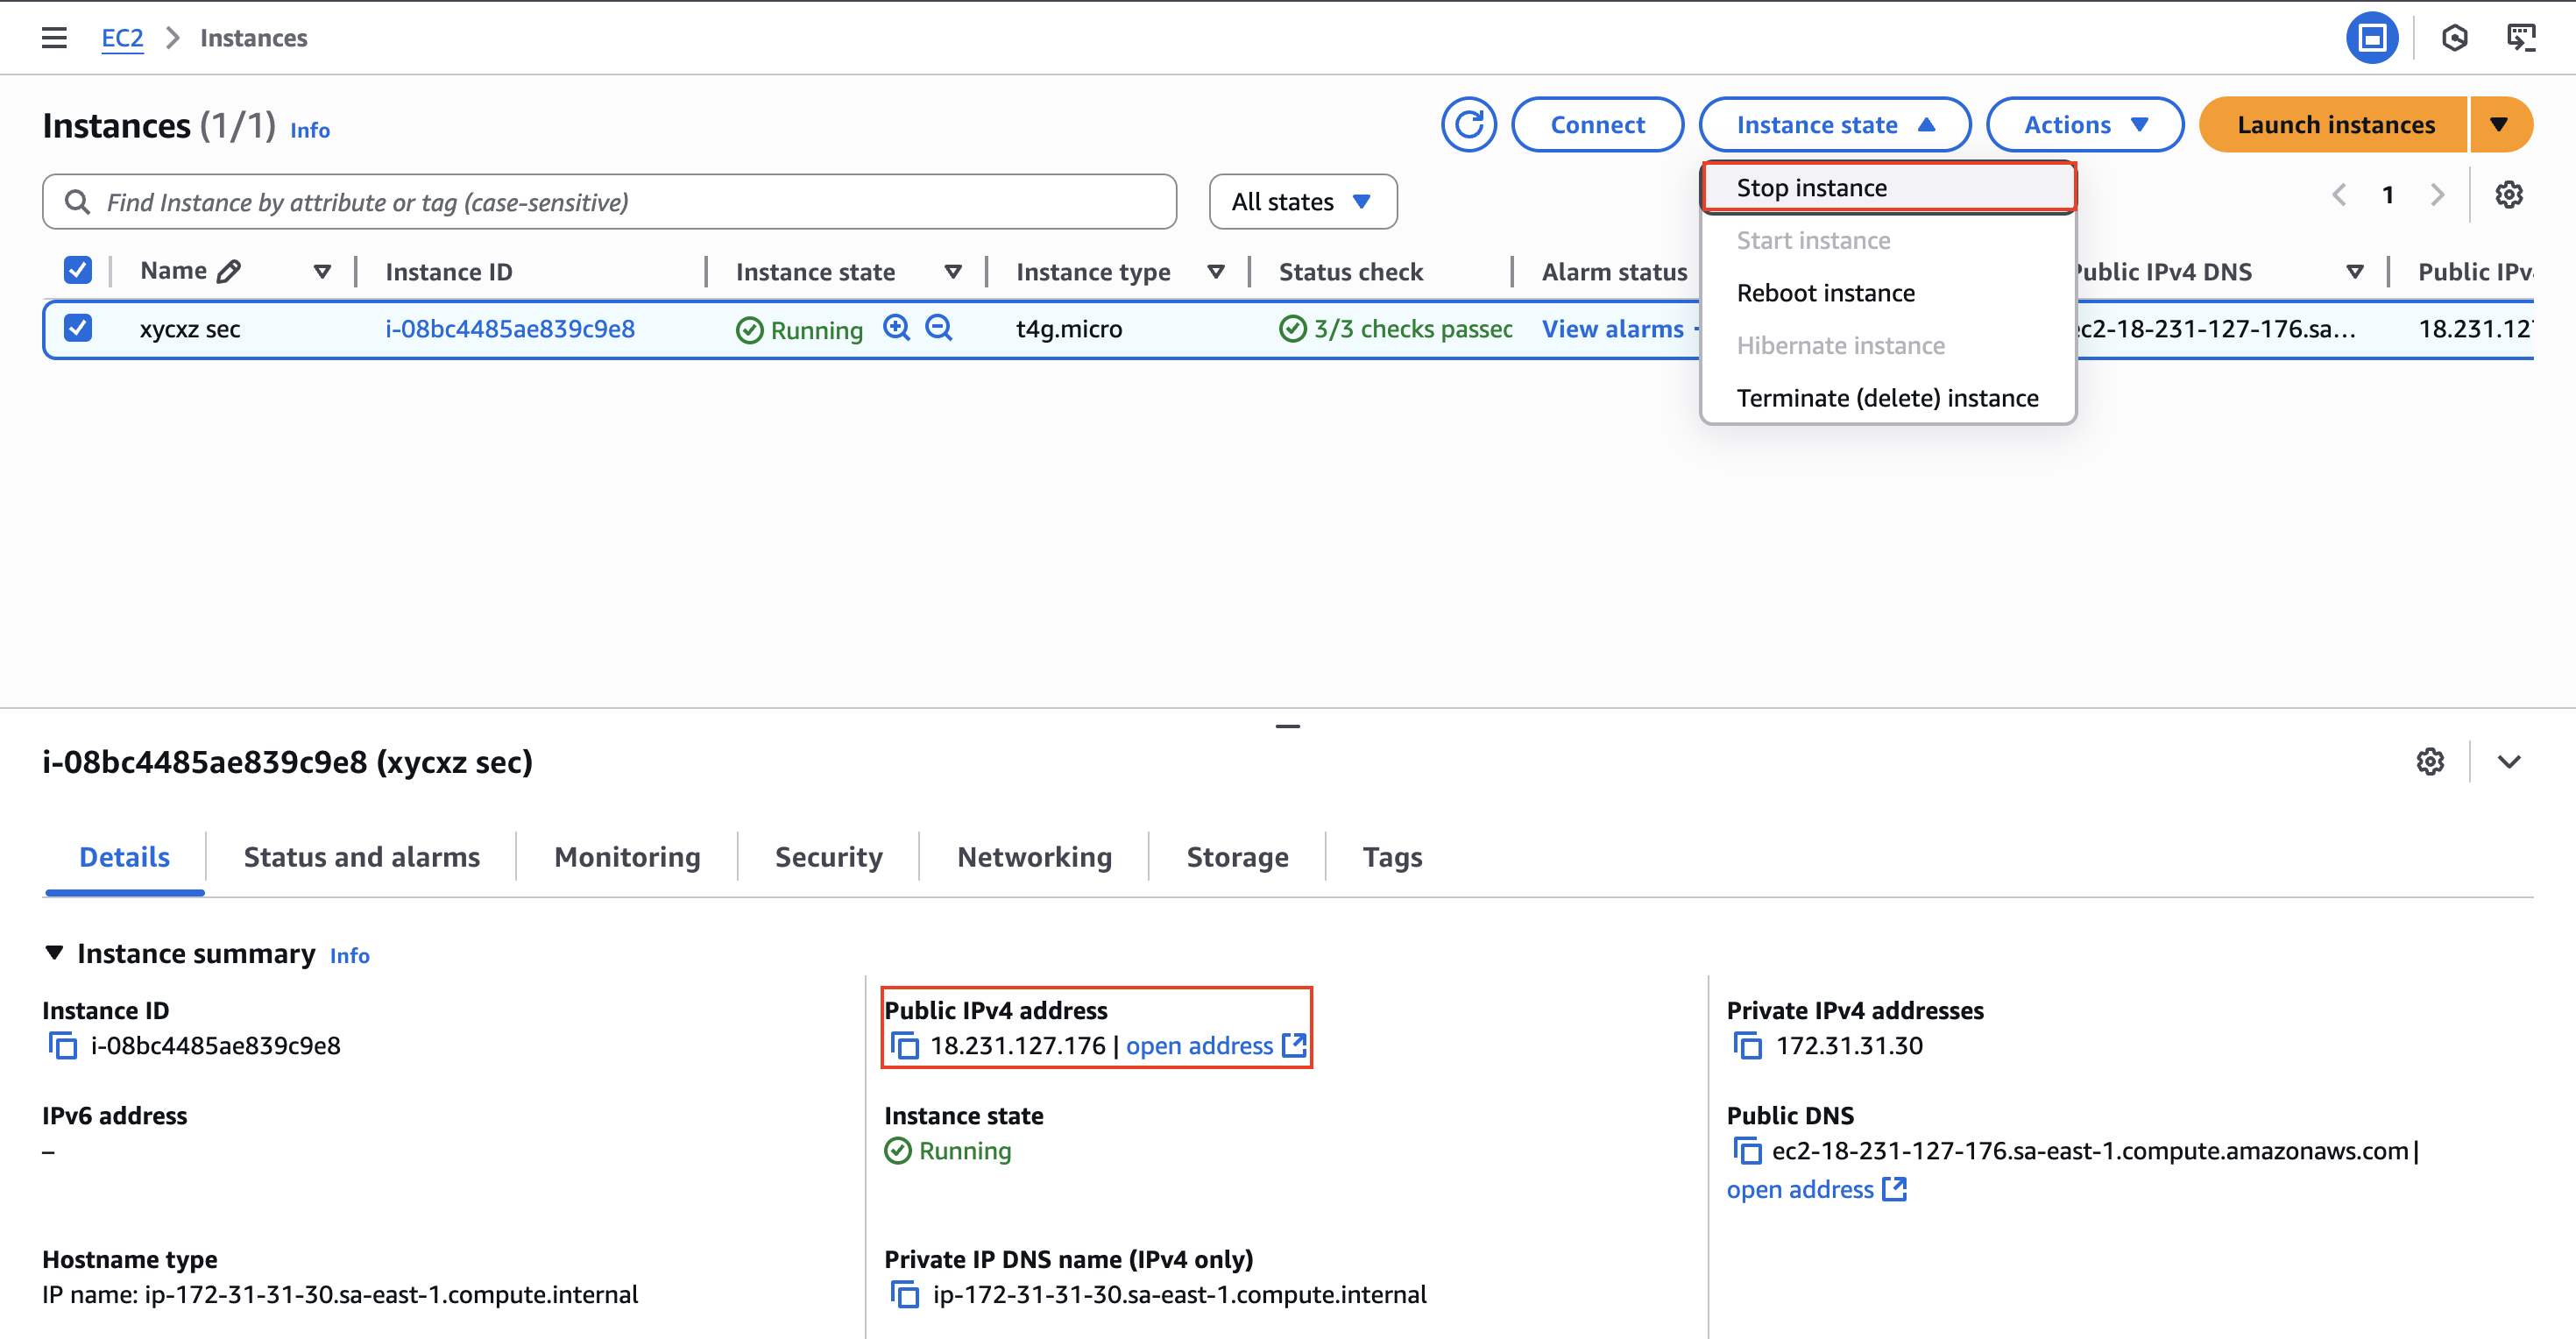 EC2 > Instances
Instances (1/1) Info
Connect
Instance state
Actions
Launch instances
Find Instance by attribute or tag (case-sensitive)
All states
Stop instance
Start instance
Reboot instance
Hibernate instance
Terminate (delete) instance
1
Name Instance ID Instance state Instance type Status check Alarm status Public IPv4 DNS Public IPv4
xycxz sec i-08bc4485ae839c9e8 Running t4g.micro 3/3 checks passed View alarms ec2-18-231-127-176.sa... 18.231.127
i-08bc4485ae839c9e8 (xycxz sec)
Details Status and alarms Monitoring Security Networking Storage Tags
Instance summary Info
Instance ID
i-08bc4485ae839c9e8
Public IPv4 address
18.231.127.176 | open address
Private IPv4 addresses
172.31.31.30
IPv6 address
–
Instance state
Running
Public DNS
ec2-18-231-127-176.sa-east-1.compute.amazonaws.com |
open address
Hostname type
IP name: ip-172-31-31-30.sa-east-1.compute.internal
Private IP DNS name (IPv4 only)
ip-172-31-31-30.sa-east-1.compute.internal